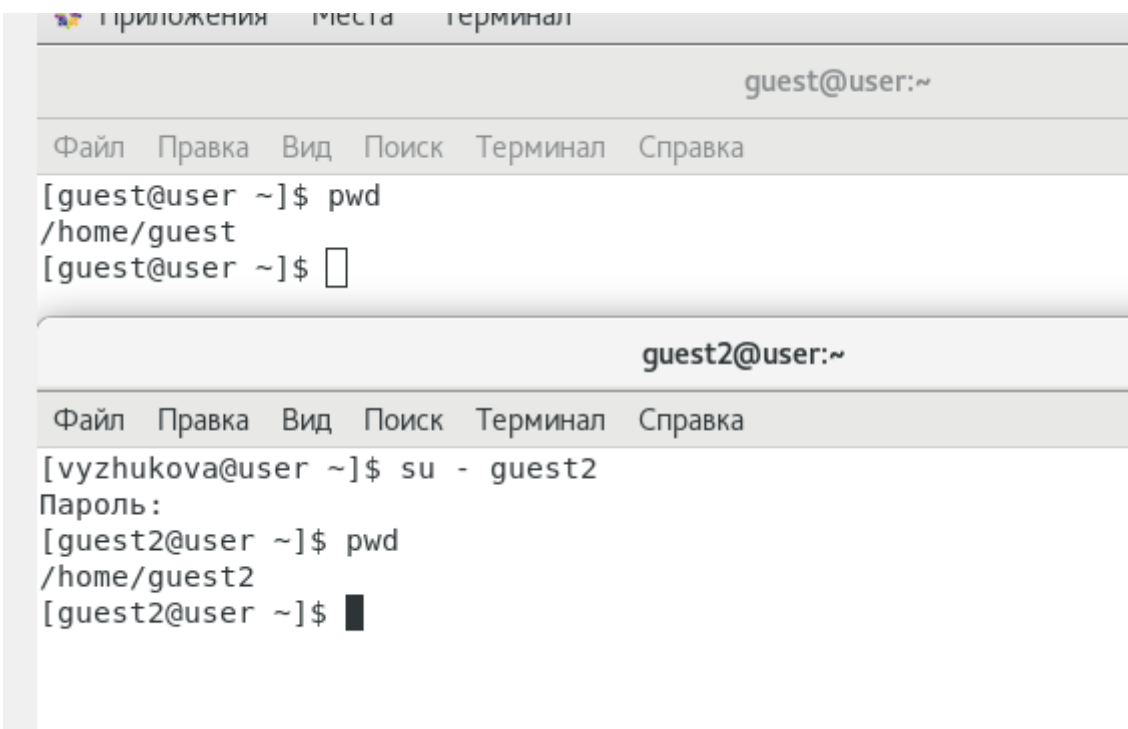 Приложения Места Терминал
guest@user:~
Файл Правка Вид Поиск Терминал Справка
[guest@user ~]$ pwd
/home/guest
[guest@user ~]$
guest2@user:~
Файл Правка Вид Поиск Терминал Справка
[vyzhukova@user ~]$ su - guest2
Пароль:
[guest2@user ~]$ pwd
/home/guest2
[guest2@user ~]$